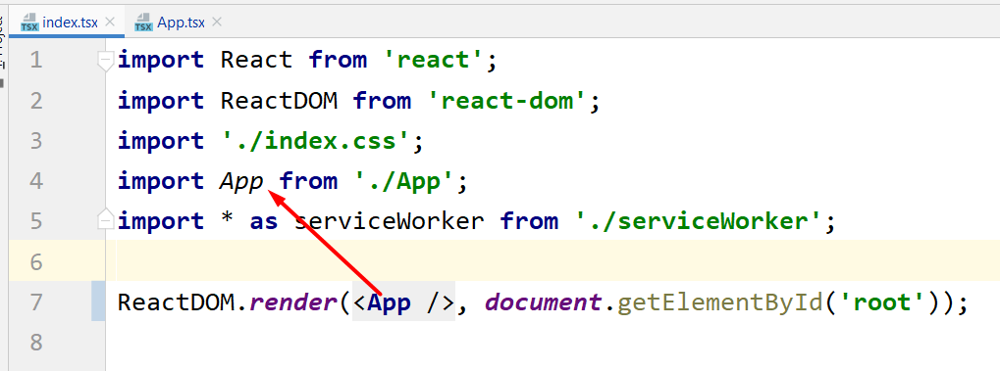 TSX index.tsx TSX App.tsx
1 import React from 'react';
2 import ReactDOM from 'react-dom';
3 import './index.css';
4 import App from './App';
5 import * as serviceWorker from './serviceWorker';
6
7 ReactDOM.render(<App />, document.getElementById('root'));
8